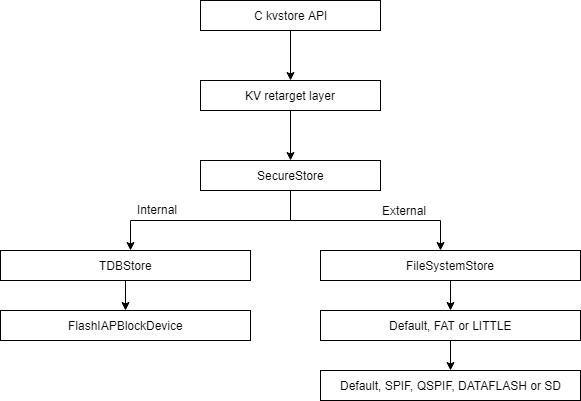 C kvstore API
KV retarget layer
SecureStore
Internal
External
TDBStore
FileSystemStore
FlashIAPBlockDevice
Default, FAT or LITTLE
Default, SPIF, QSPIF, DATAFLASH or SD